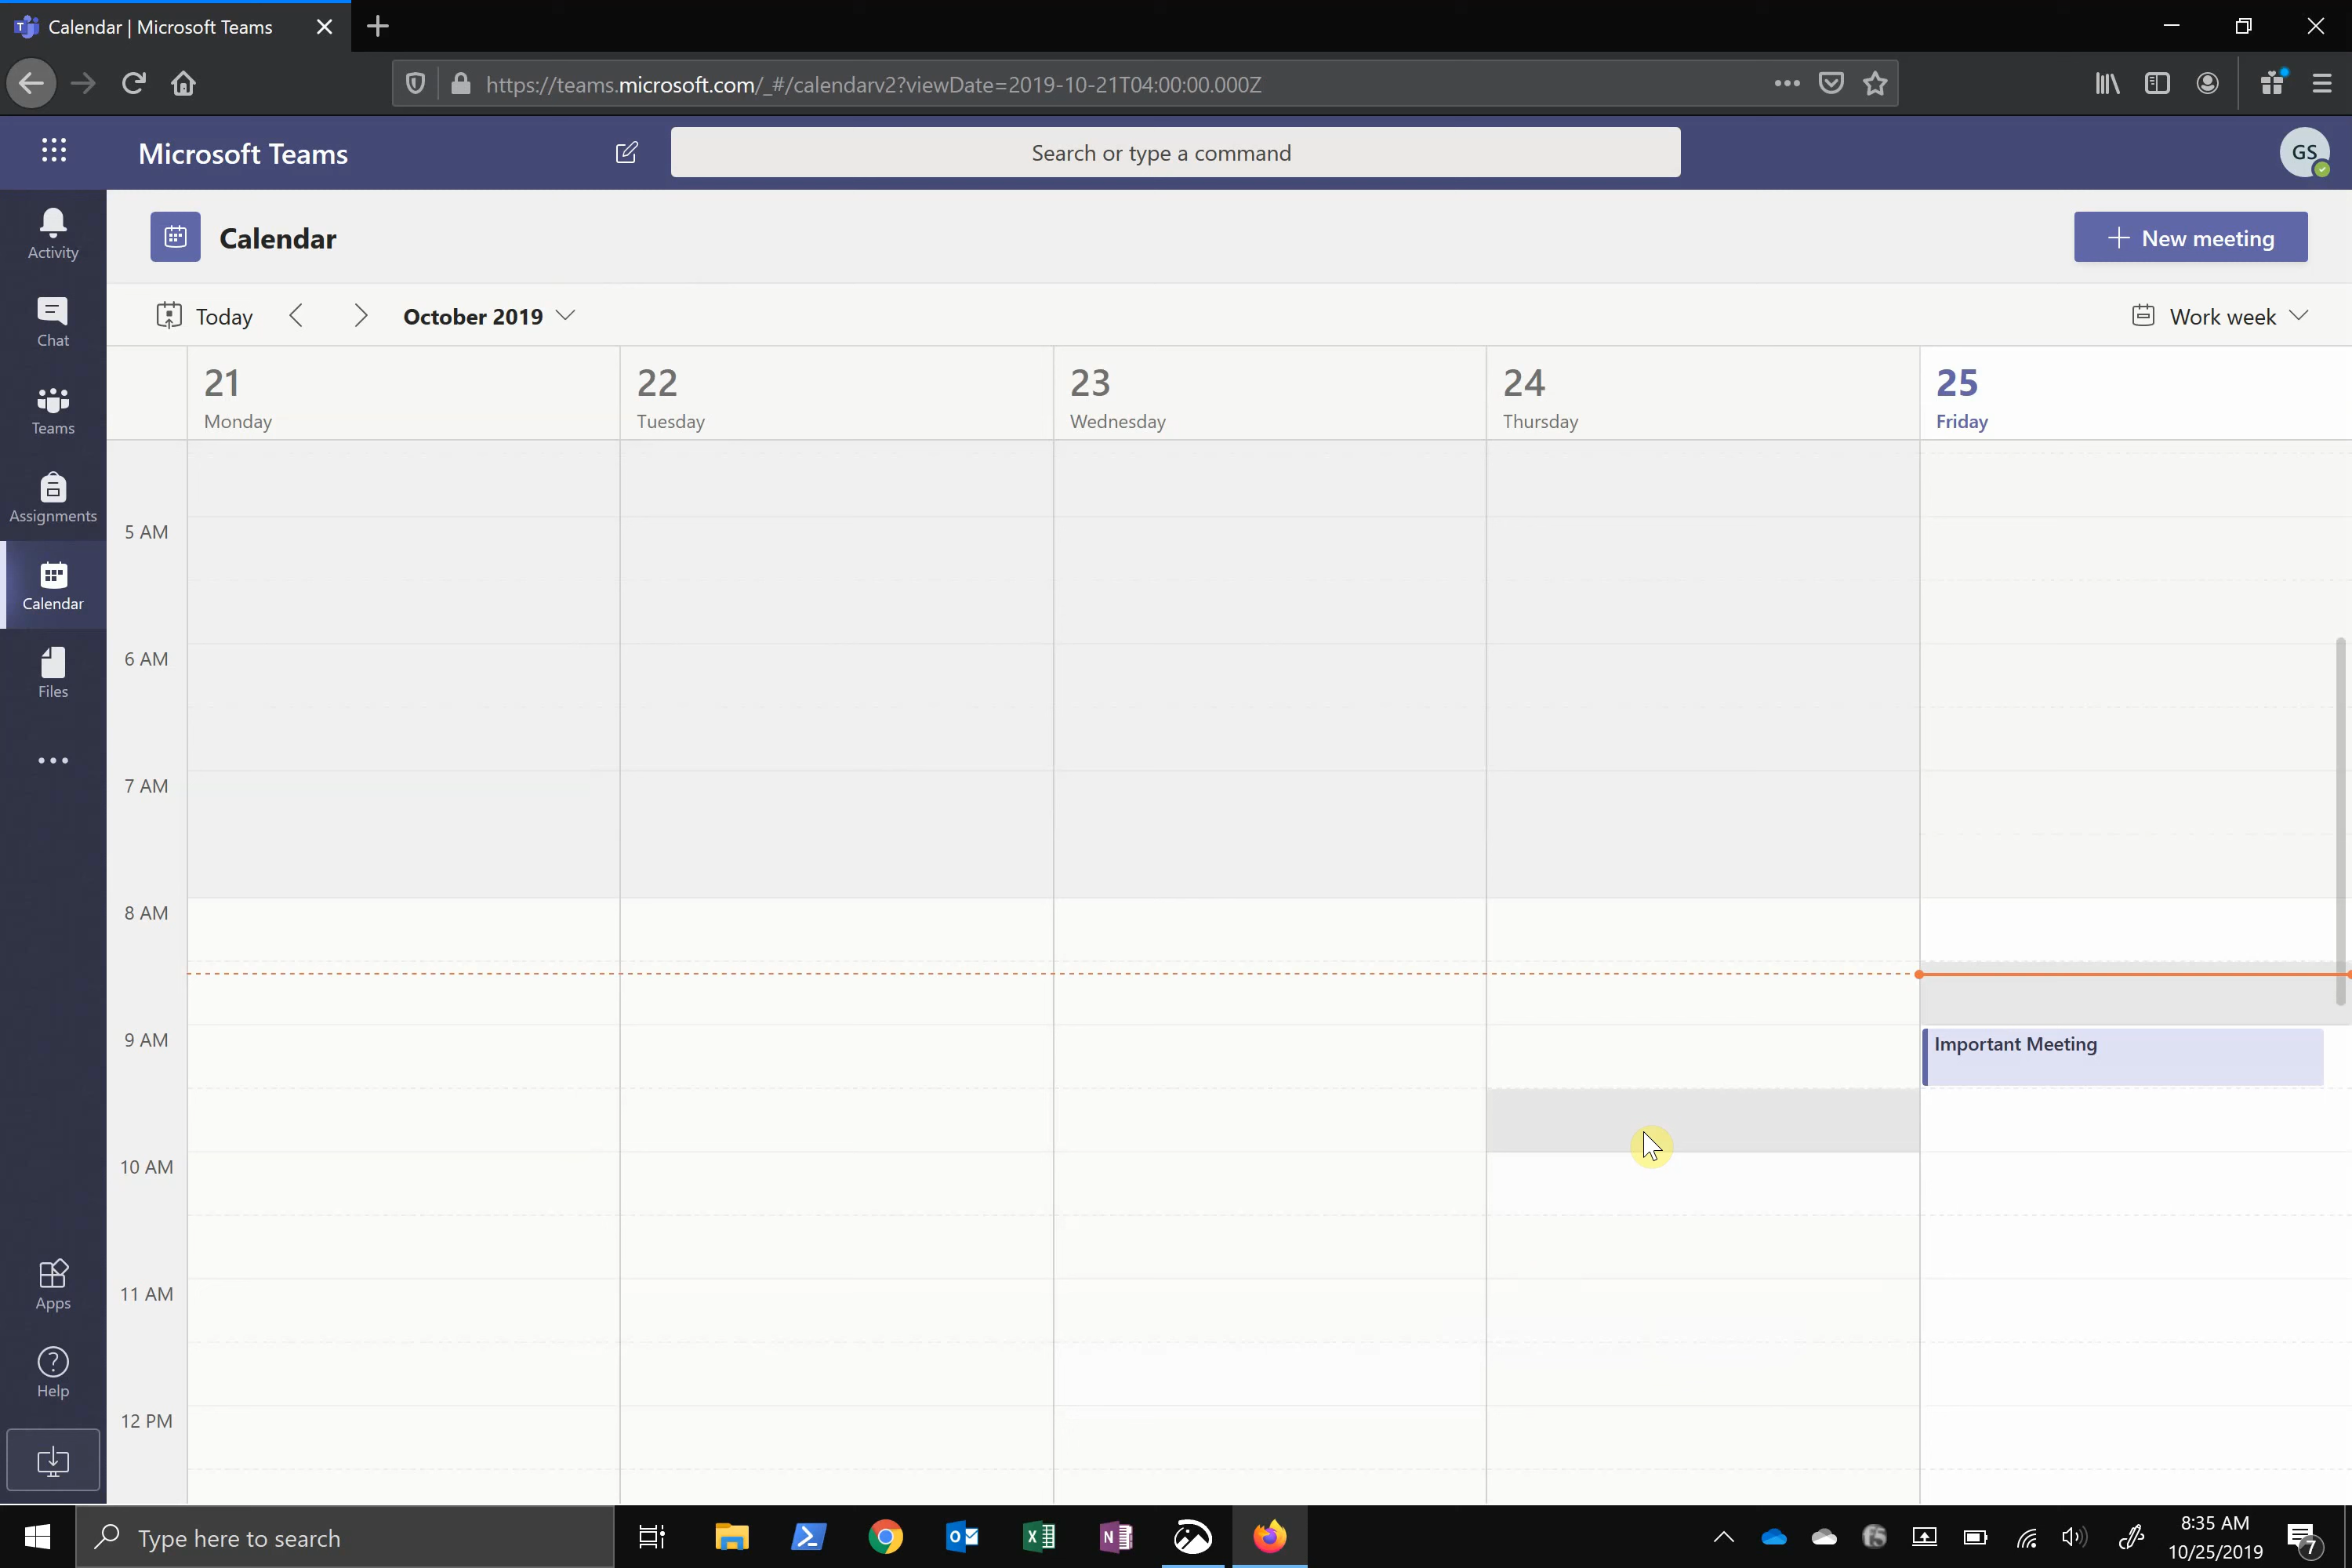 Calendar | Microsoft Teams
https://teams.microsoft.com/_#/calendarv2?viewDate=2019-10-21T04:00:00.000Z
Microsoft Teams
Search or type a command
GS
Activity
Chat
Teams
Assignments
Calendar
Files
Apps
Help
Calendar
New meeting
Today
October 2019
Work week
21
Monday
22
Tuesday
23
Wednesday
24
Thursday
25
Friday
5 AM
6 AM
7 AM
8 AM
9 AM
Important Meeting
10 AM
11 AM
12 PM
Type here to search
8:35 AM
10/25/2019
7